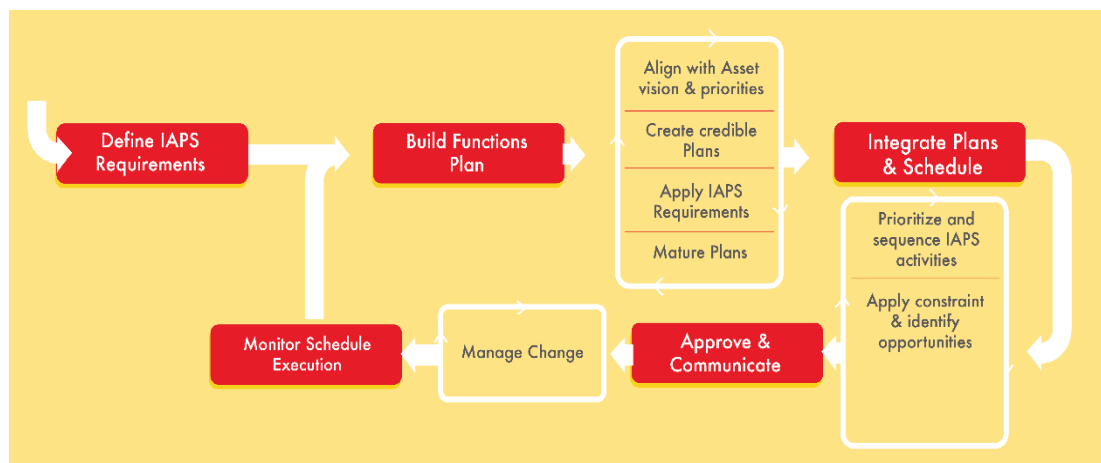 Define IAPS
Requirements
Build Functions
Plan
Align with Asset
vision & priorities
Create credible
Plans
Apply IAPS
Requirements
Mature Plans
Integrate Plans
& Schedule
Prioritize and
sequence IAPS
activities
Apply constraint
& identify
opportunities
Approve &
Communicate
Manage Change
Monitor Schedule
Execution